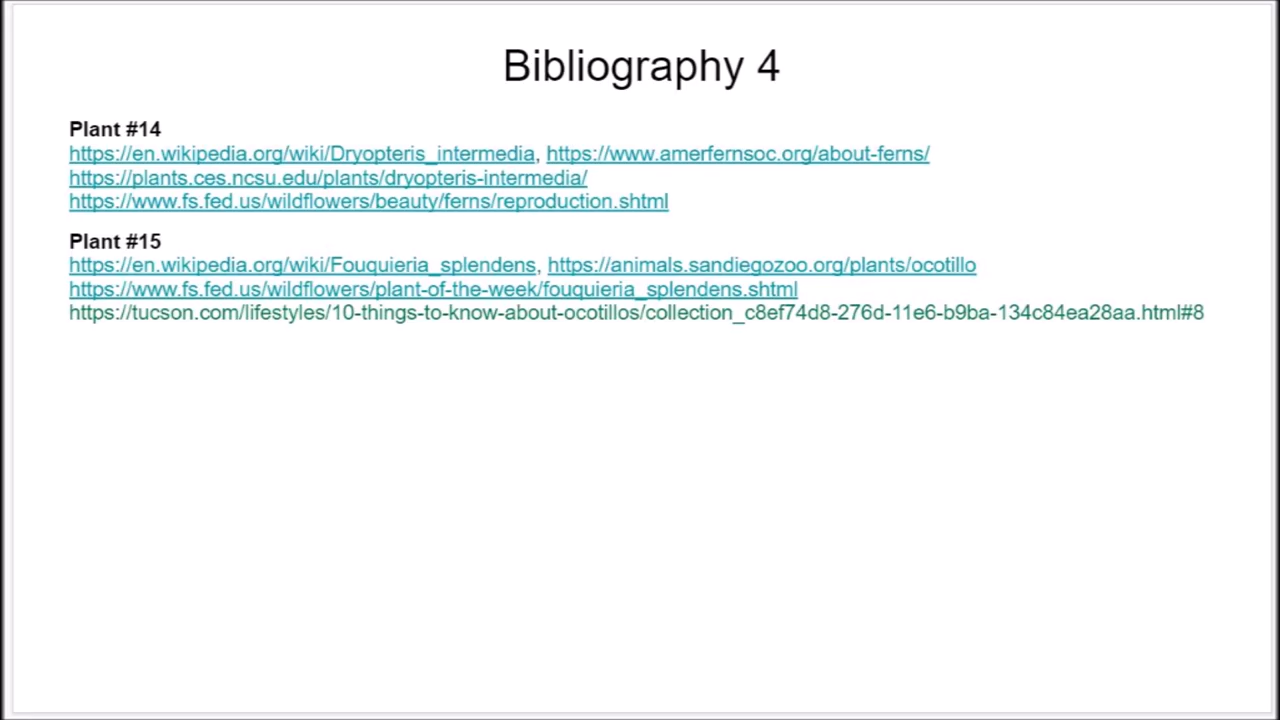 Bibliography 4
Plant #14
https://en.wikipedia.org/wiki/Dryopteris_intermedia, https://www.amerfernsoc.org/about-ferns/
https://plants.ces.ncsu.edu/plants/dryopteris-intermedia/
https://www.fs.fed.us/wildflowers/beauty/ferns/reproduction.shtml
Plant #15
https://en.wikipedia.org/wiki/Fouquieria_splendens, https://animals.sandiegozoo.org/plants/ocotillo
https://www.fs.fed.us/wildflowers/plant-of-the-week/fouquieria_splendens.shtml
https://tucson.com/lifestyles/10-things-to-know-about-ocotillos/collection_c8ef74d8-276d-11e6-b9ba-134c84ea28aa.html#8